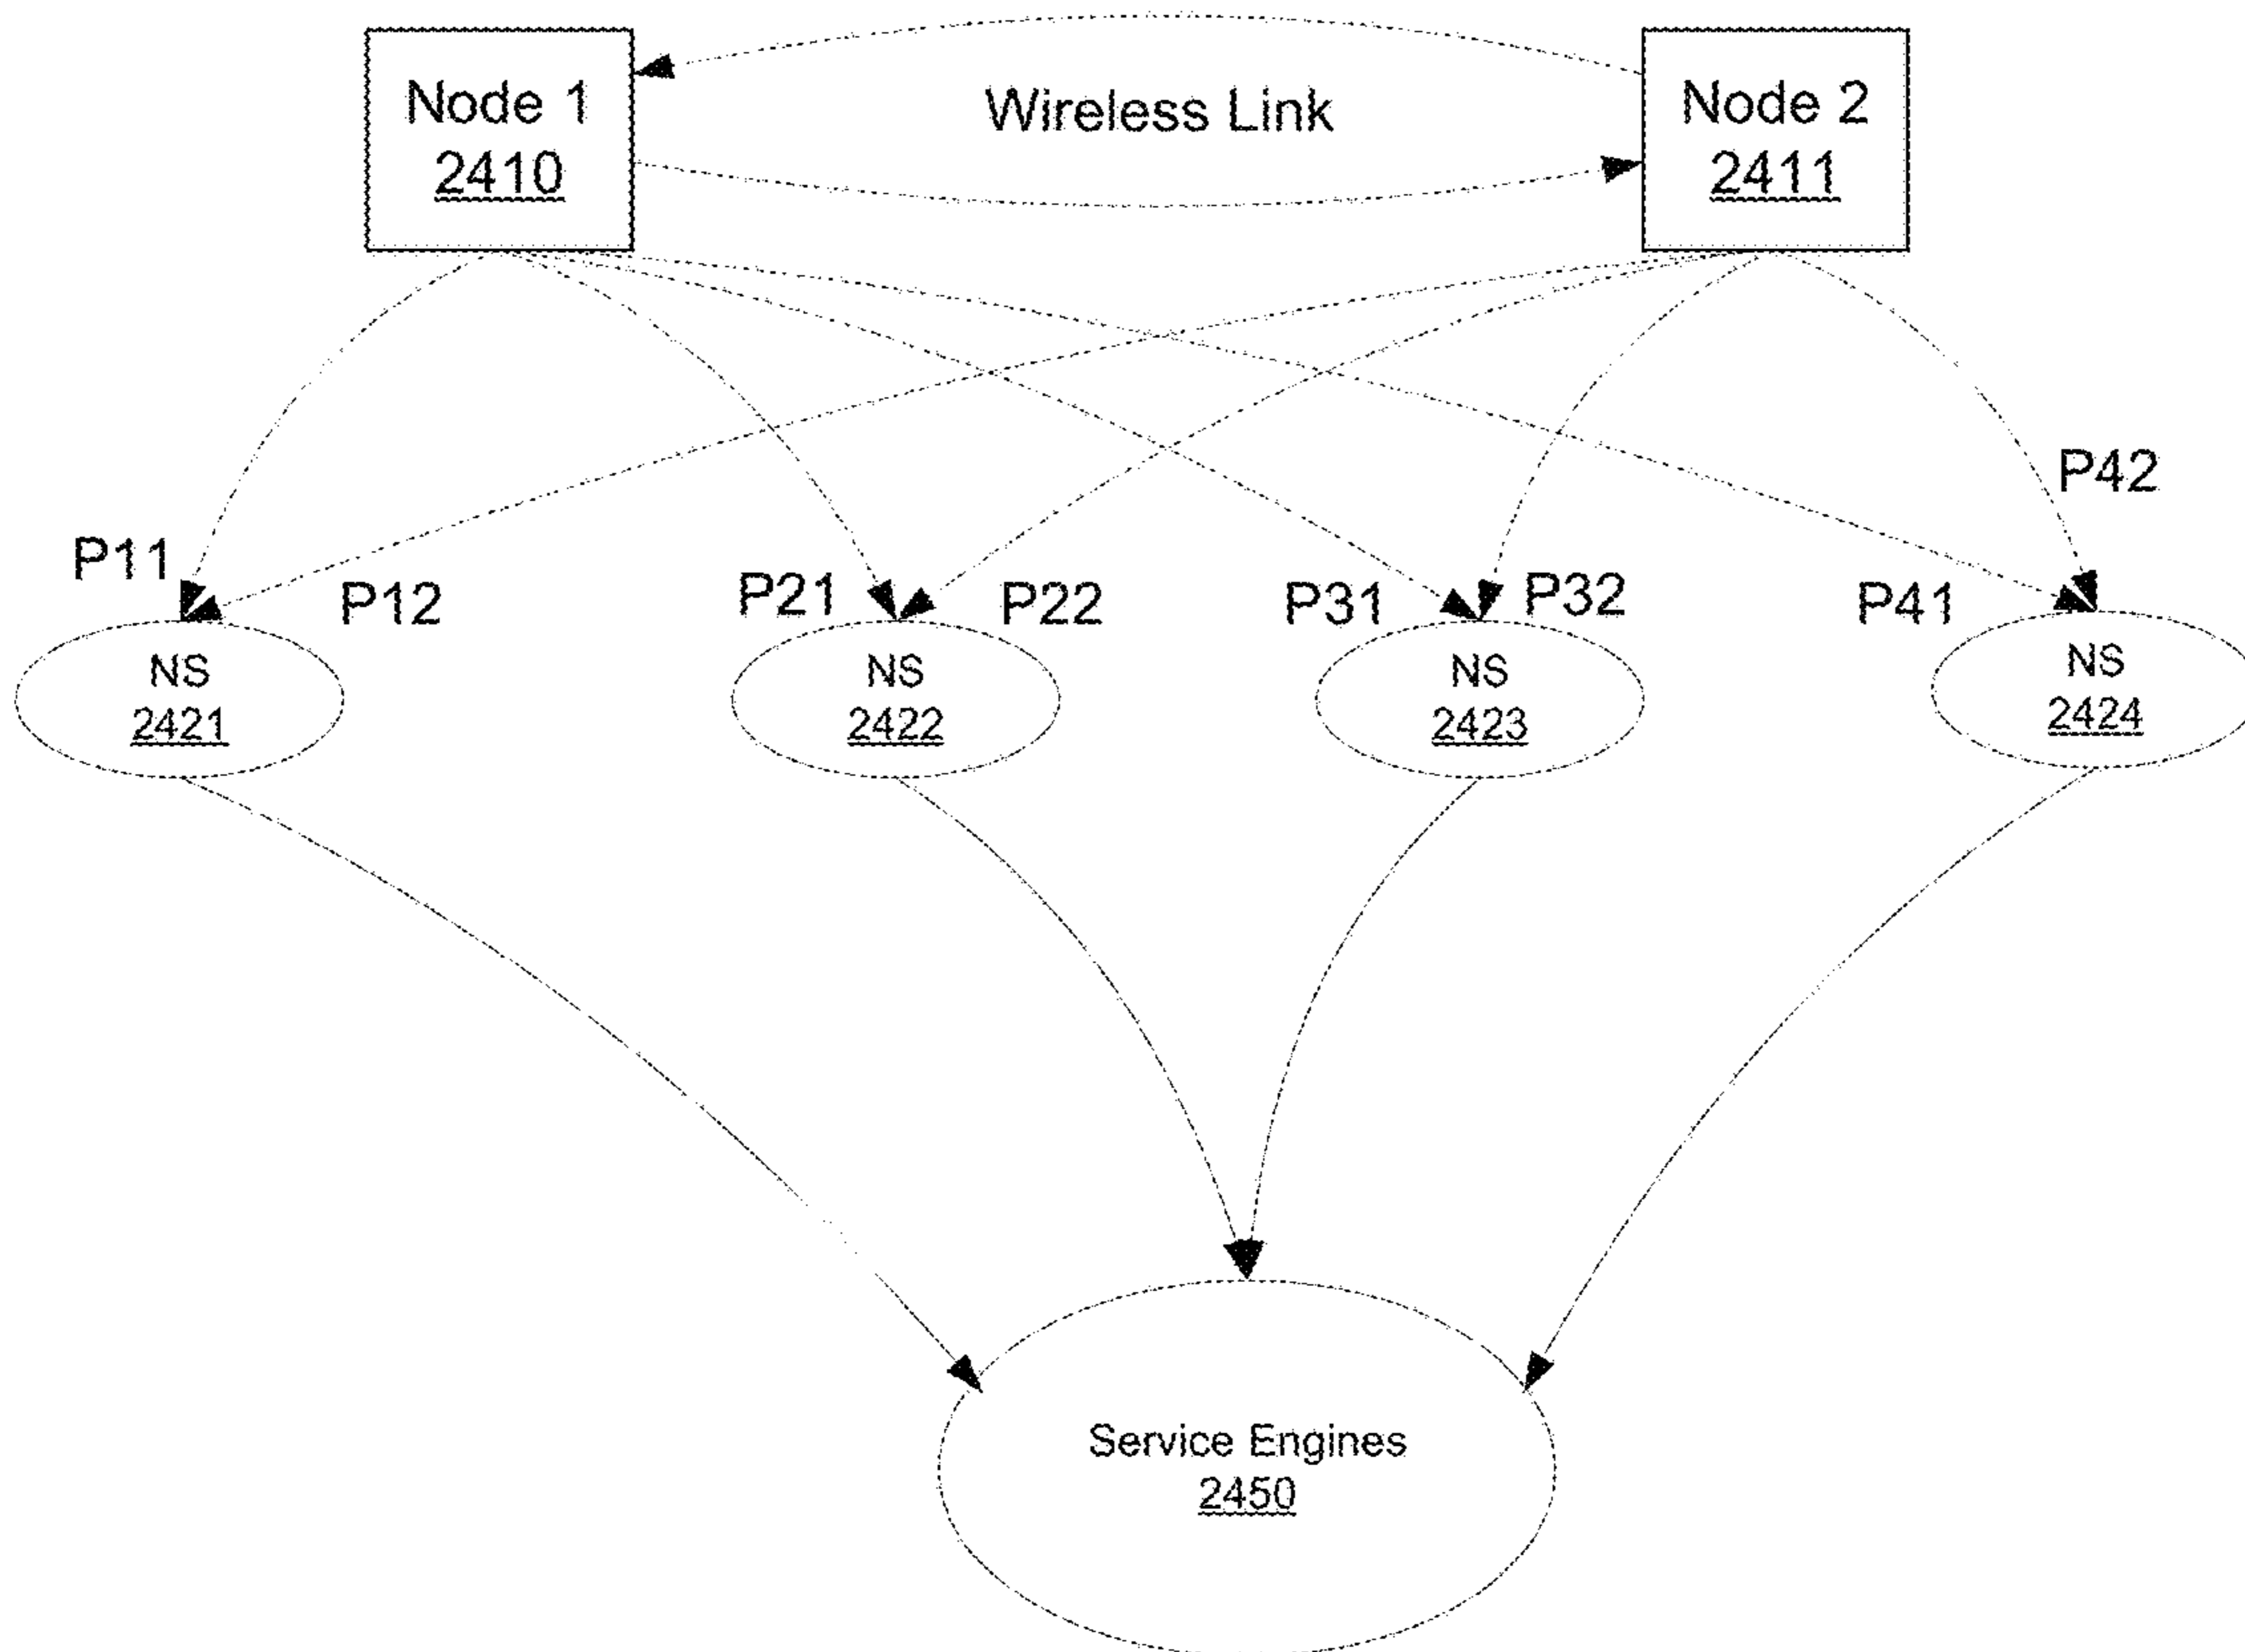 Node 1
2410
Wireless Link
Node 2
2411
P42
P11
P12
P21
P22
P31
P32
P41
NS
2421
NS
2422
NS
2423
NS
2424
Service Engines
2450